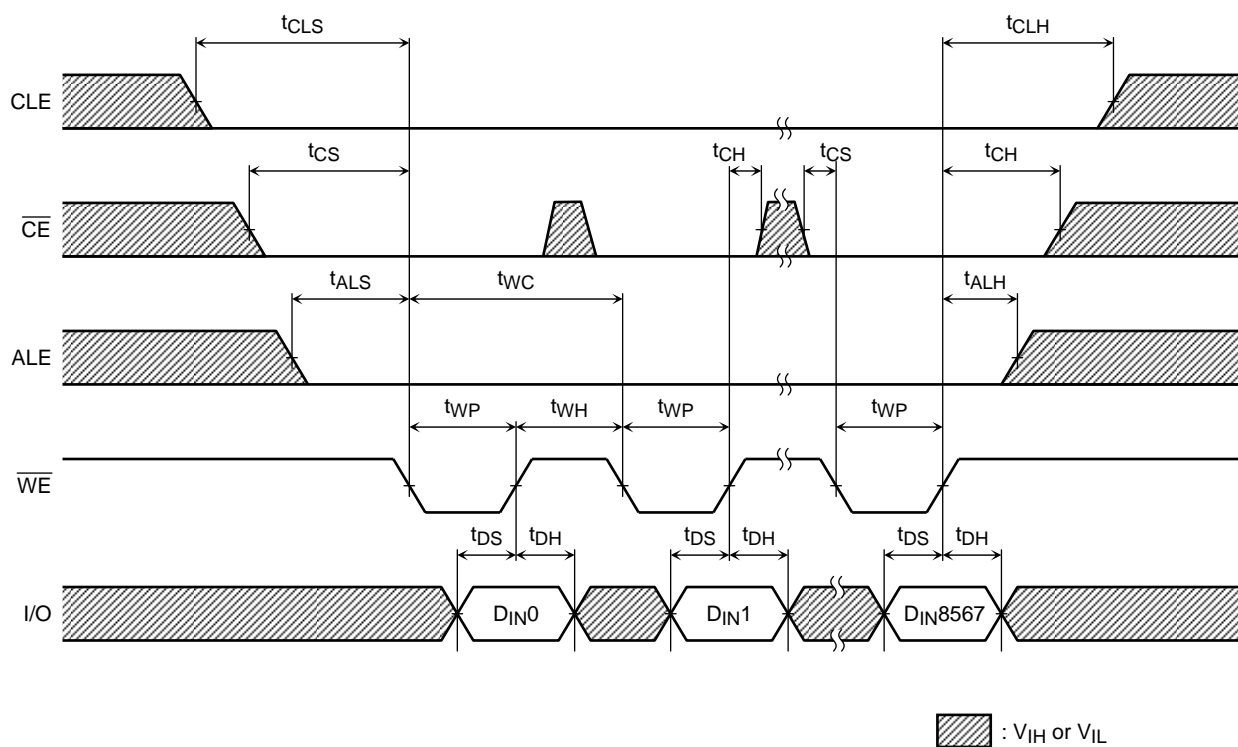 tCLS tCLH
CLE
tCS tCH tCS tCH
CE
tALS tWC tALH
ALE
tWP tWH tWP tWP
WE
tDS tDH tDS tDH tDS tDH
I/O DIN0 DIN1 DIN8567
: VIH or VIL